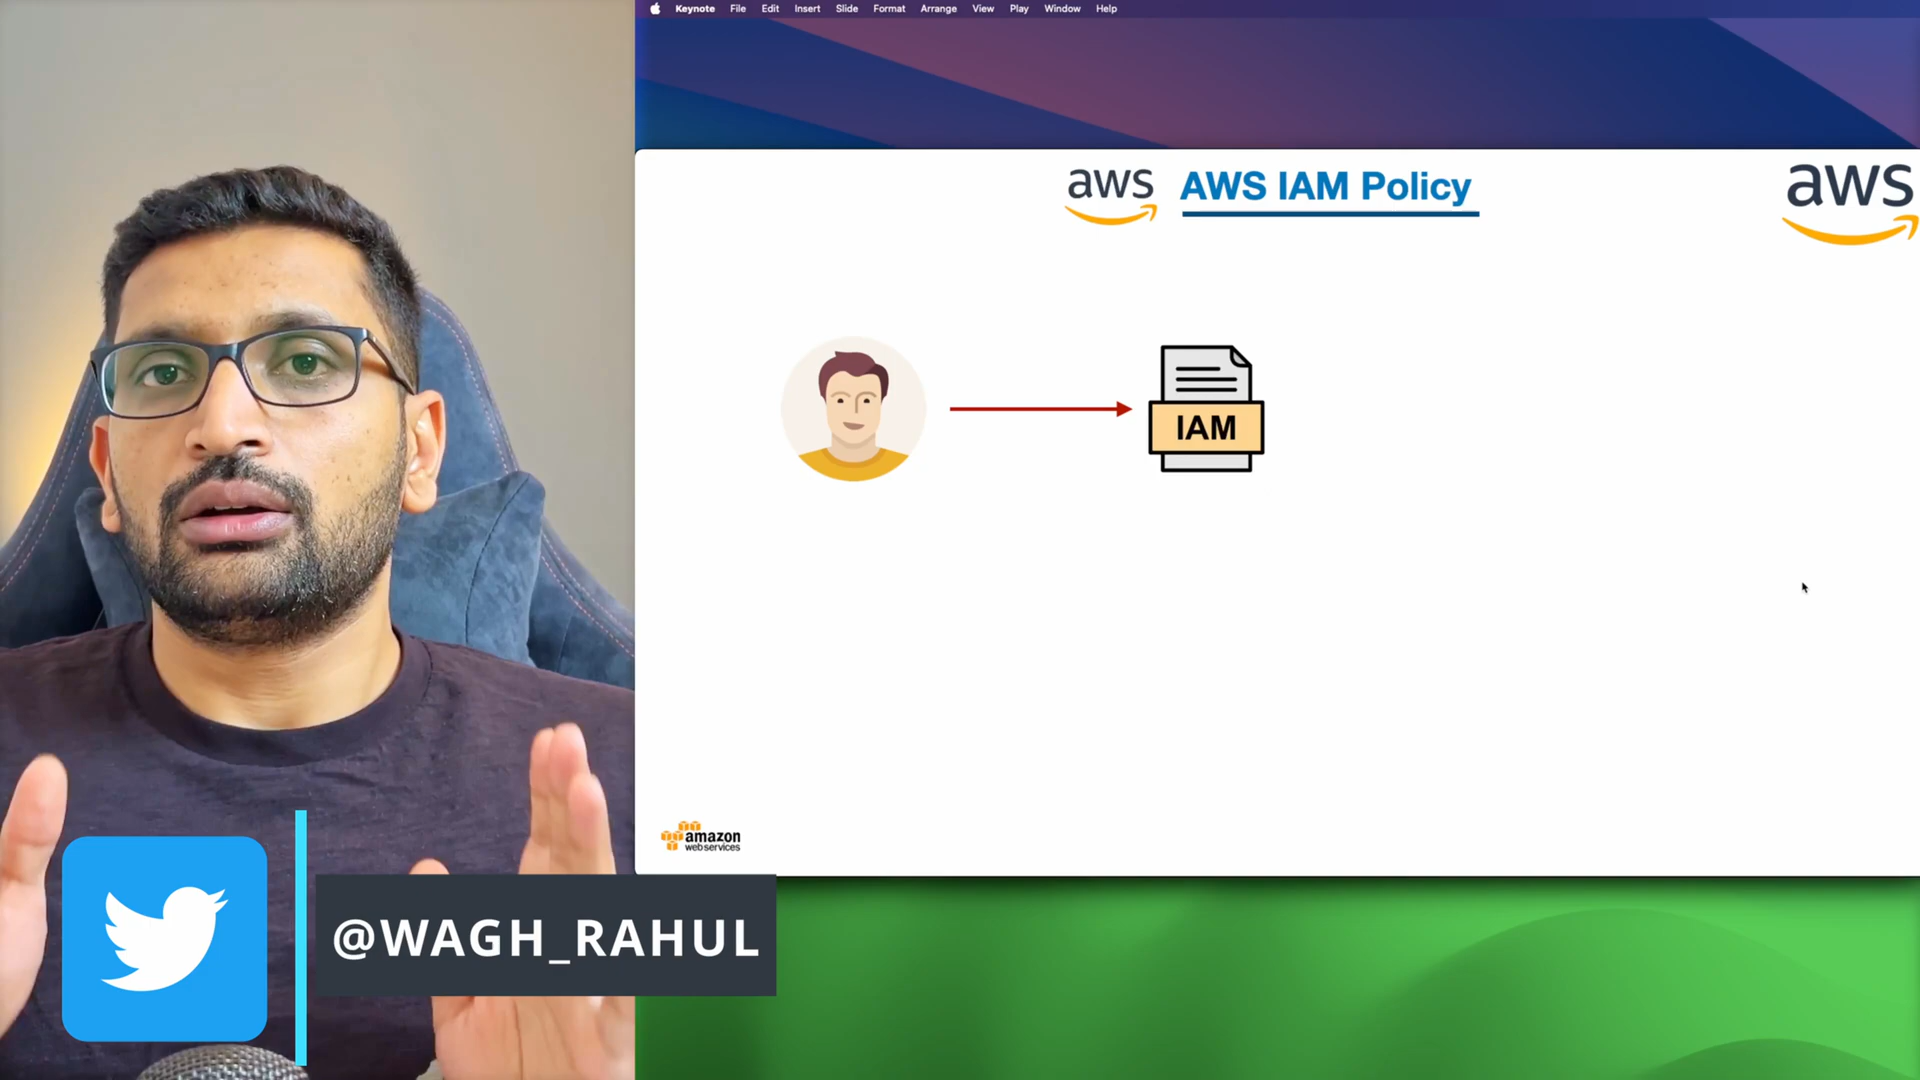 Keynote File Edit Insert Slide Format Arrange View Play Window Help
aws AWS IAM Policy aws
IAM
amazon
webservices
@WAGH_RAHUL